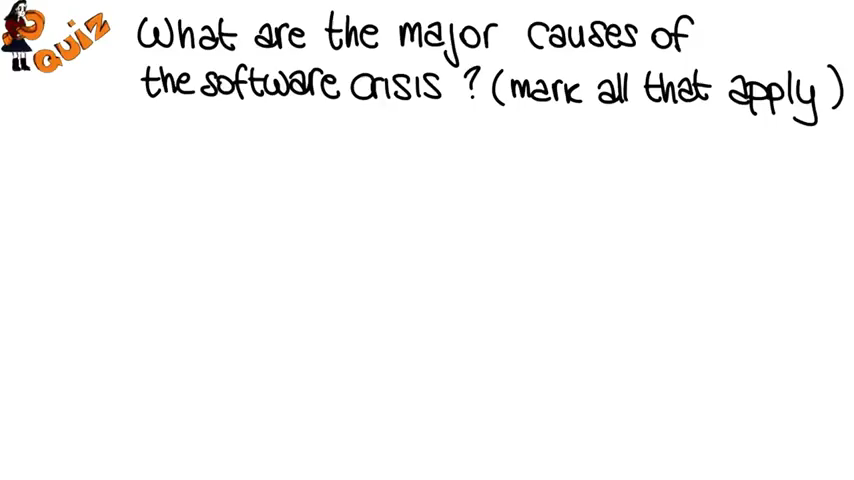 QUIZ
What are the major causes of
the software crisis ? (mark all that apply)